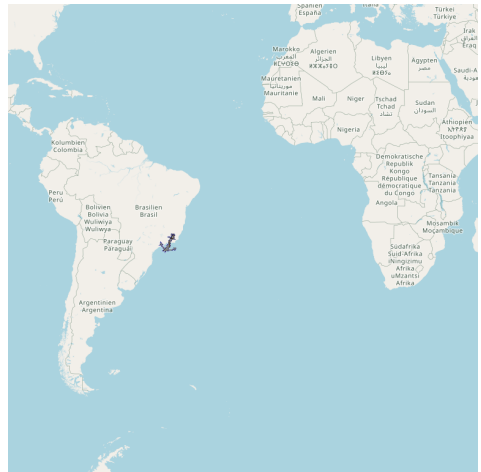 Spanien
España
Türkei
Türkiye
Marokko
المغرب
ⵍⵎⵖⵔⵉⴱ
Algerien
الجزائر
Libyen
ليبيا
Ägypten
مصر
Irak
العراق
Mauretanien
موريتانيا
Mauritanie
Mali
Niger
Tschad
Tchad
تشاد
Sudan
السودان
Saudi-A
Äthiopien
ኢትዮጵያ
Itoophiyaa
Nigeria
Kolumbien
Colombia
Demokratische
Republik
Kongo
République
démocratique
du Congo
Tansania
Tanzania
Tanzania
Peru
Perú
Brasilien
Brasil
Bolivien
Bolivia
Wuliwya
Wuliwya
Angola
Mosambik
Moçambique
Paraguay
Paraguái
Südafrika
Suid-Afrika
iNingizimu
Afrika
uMzantsi
Afrika
Argentinien
Argentina